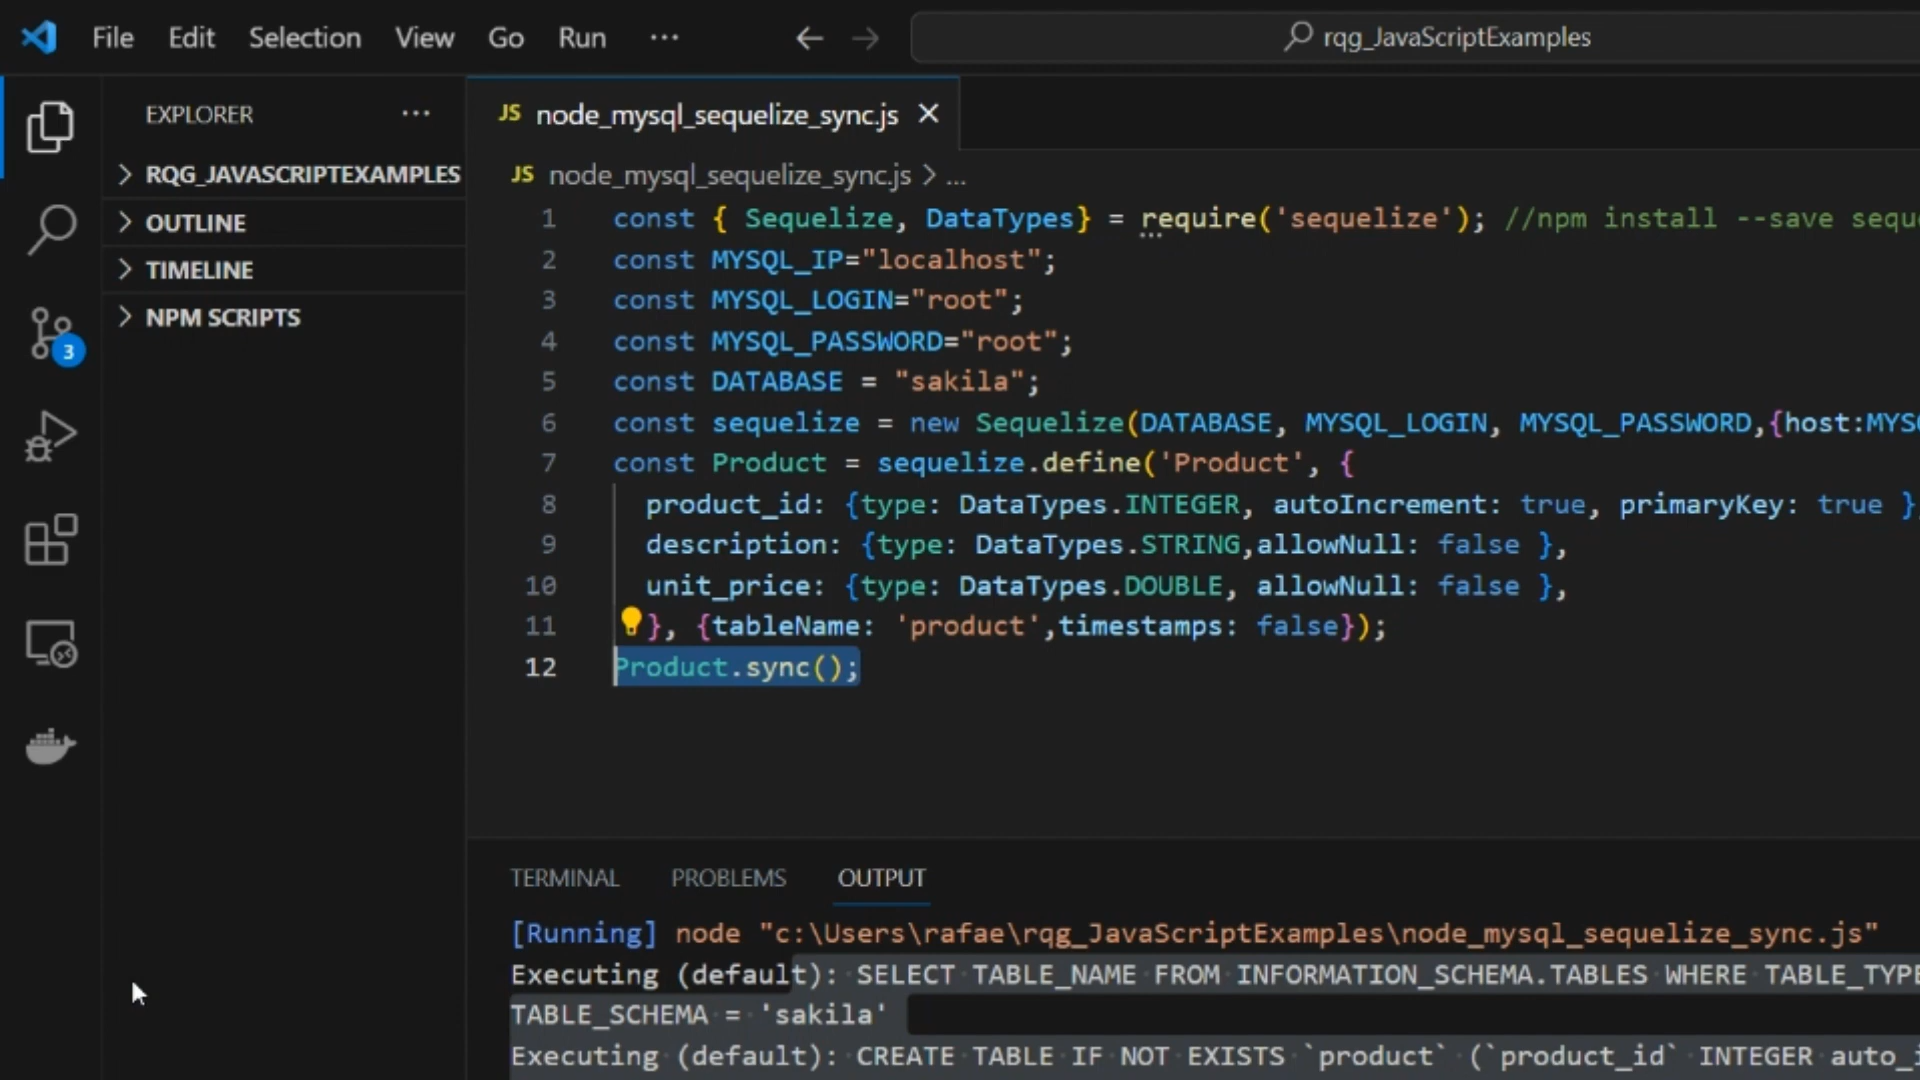 File Edit Selection View Go Run ··· rqg_JavaScriptExamples
EXPLORER ···
RQG_JAVASCRIPTEXAMPLES
OUTLINE
TIMELINE
NPM SCRIPTS
3
JS node_mysql_sequelize_sync.js
JS node_mysql_sequelize_sync.js > ...
1 const { Sequelize, DataTypes} = require('sequelize'); //npm install --save sequ
2 const MYSQL_IP="localhost";
3 const MYSQL_LOGIN="root";
4 const MYSQL_PASSWORD="root";
5 const DATABASE = "sakila";
6 const sequelize = new Sequelize(DATABASE, MYSQL_LOGIN, MYSQL_PASSWORD,{host:MYS
7 const Product = sequelize.define('Product', {
8 product_id: {type: DataTypes.INTEGER, autoIncrement: true, primaryKey: true }
9 description: {type: DataTypes.STRING,allowNull: false },
10 unit_price: {type: DataTypes.DOUBLE, allowNull: false },
11 }, {tableName: 'product',timestamps: false});
12 Product.sync();
TERMINAL PROBLEMS OUTPUT
[Running] node "c:\Users\rafae\rqg_JavaScriptExamples\node_mysql_sequelize_sync.js"
Executing (default): SELECT TABLE_NAME FROM INFORMATION_SCHEMA.TABLES WHERE TABLE_TYPE
TABLE_SCHEMA = 'sakila'
Executing (default): CREATE TABLE IF NOT EXISTS `product` (`product_id` INTEGER auto_i